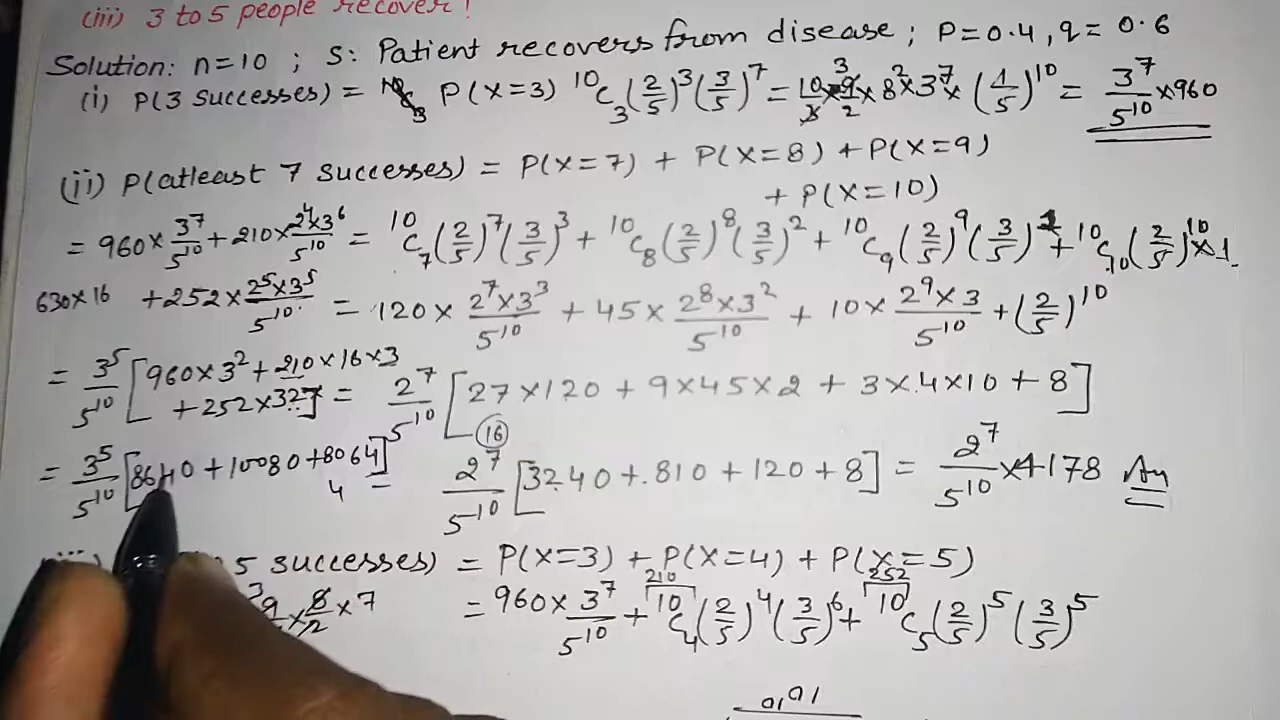 (iii) 3 to 5 people recover!
Solution: n=10 ; S: Patient recovers from disease ; P=0.4, q=0.6
(i) P(3 successes) = P(X=3) ¹⁰C₃(2/5)³(3/5)⁷ = 10×9/2×8²×3⁷×(1/5)¹⁰ = 3⁷/5¹⁰×960
(ii) P(atleast 7 successes) = P(X=7) + P(X=8) + P(X=9)
+ P(X=10)
= 960×3⁷/5¹⁰+210×2⁴×3⁶/5¹⁰ = ¹⁰C₇(2/5)⁷(3/5)³ + ¹⁰C₈(2/5)⁸(3/5)² + ¹⁰C₉(2/5)⁹(3/5)¹ + ¹⁰C₁₀(2/5)¹⁰×1
630×16 +252×2⁵×3⁵/5¹⁰ = 120×2⁷×3³/5¹⁰ + 45×2⁸×3²/5¹⁰ + 10×2⁹×3/5¹⁰ + (2/5)¹⁰
= 3⁵/5¹⁰[960×3²+210×16×3
+252×32] = 2⁷/5¹⁰[27×120 + 9×45×2 + 3×4×10 + 8]
16
= 3⁵/5¹⁰[8640+10080+8064] = 2⁷/5¹⁰[3240+810+120+8] = 2⁷/5¹⁰×4178 An
4
5 successes) = P(X=3) + P(X=4) + P(X=5)
210 252
×8/2×7 = 960×3⁷/5¹⁰ + ¹⁰C₄(2/5)⁴(3/5)⁶ + ¹⁰C₅(2/5)⁵(3/5)⁵